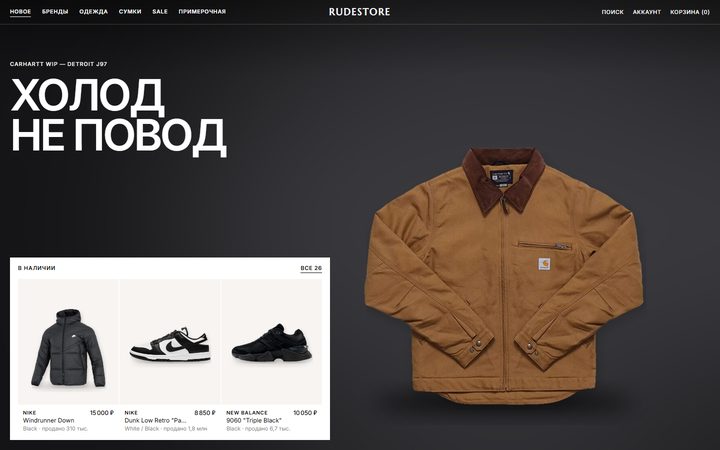 НОВОЕ БРЕНДЫ ОДЕЖДА СУМКИ SALE ПРИМЕРОЧНАЯ
RUDESTORE
ПОИСК АККАУНТ КОРЗИНА (0)
CARHARTT WIP — DETROIT J97
ХОЛОД
НЕ ПОВОД
В НАЛИЧИИ
ВСЕ 26
NIKE 15 000 ₽
Windrunner Down
Black · продано 310 тыс.
NIKE 8 850 ₽
Dunk Low Retro "Pa...
White / Black · продано 1,8 млн
NEW BALANCE 10 050 ₽
9060 "Triple Black"
Black · продано 6,7 тыс.